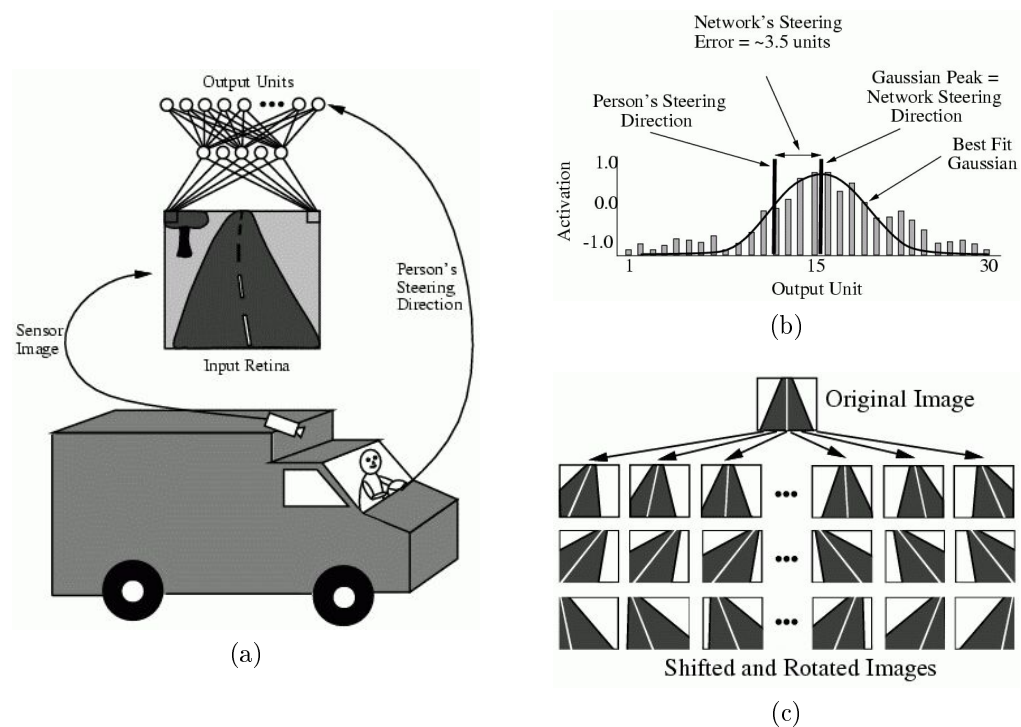 Output Units
Person's
Steering
Direction
Sensor
Image
Input Retina
(a)
Network's Steering
Error = ~3.5 units
Person's Steering
Direction
Gaussian Peak =
Network Steering
Direction
Best Fit
Gaussian
Activation
1.0
0.0
-1.0
1
15
30
Output Unit
(b)
Original Image
Shifted and Rotated Images
(c)